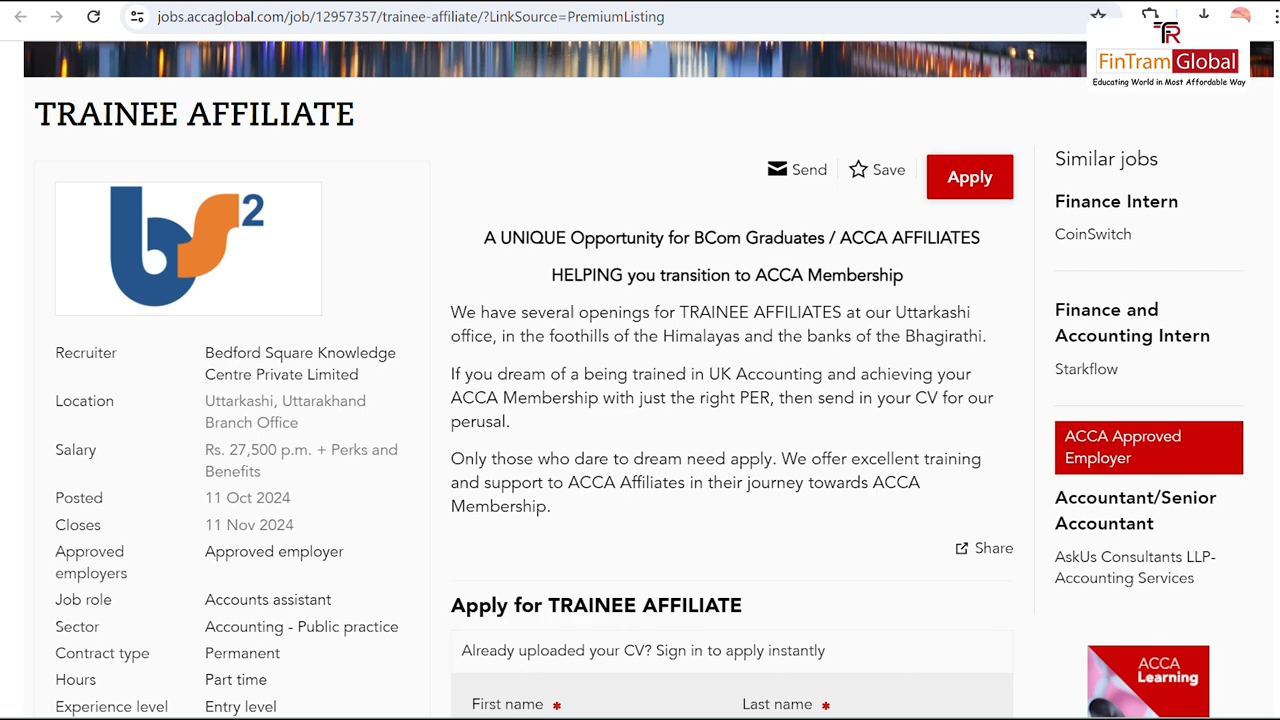 jobs.accaglobal.com/job/12957357/trainee-affiliate/?LinkSource=PremiumListing
TR
FinTram Global
Educating World in Most Affordable Way
TRAINEE AFFILIATE
bs2
Recruiter
Bedford Square Knowledge
Centre Private Limited
Location
Uttarkashi, Uttarakhand
Branch Office
Salary
Rs. 27,500 p.m. + Perks and
Benefits
Posted
11 Oct 2024
Closes
11 Nov 2024
Approved
employers
Approved employer
Job role
Accounts assistant
Sector
Accounting - Public practice
Contract type
Permanent
Hours
Part time
Experience level
Entry level
Send
Save
Apply
A UNIQUE Opportunity for BCom Graduates / ACCA AFFILIATES
HELPING you transition to ACCA Membership
We have several openings for TRAINEE AFFILIATES at our Uttarkashi
office, in the foothills of the Himalayas and the banks of the Bhagirathi.
If you dream of a being trained in UK Accounting and achieving your
ACCA Membership with just the right PER, then send in your CV for our
perusal.
Only those who dare to dream need apply. We offer excellent training
and support to ACCA Affiliates in their journey towards ACCA
Membership.
Share
Apply for TRAINEE AFFILIATE
Already uploaded your CV? Sign in to apply instantly
First name *
Last name *
Similar jobs
Finance Intern
CoinSwitch
Finance and
Accounting Intern
Starkflow
ACCA Approved
Employer
Accountant/Senior
Accountant
AskUs Consultants LLP-
Accounting Services
ACCA
Learning